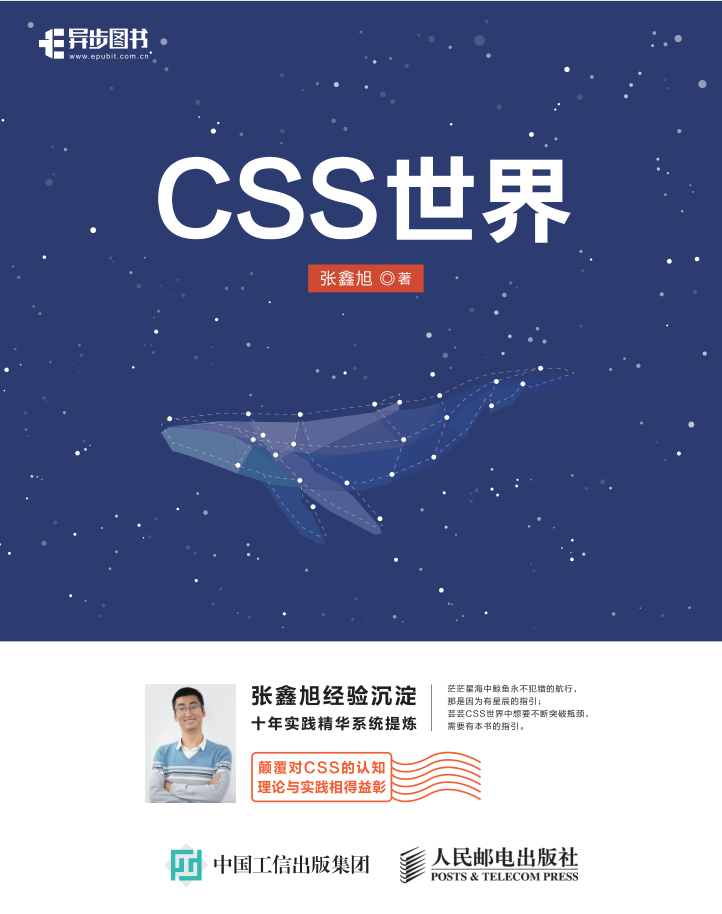 异步图书
www.epubit.com.cn
CSS世界
张鑫旭 ◎著
张鑫旭经验沉淀
十年实践精华系统提炼
茫茫星海中鲸鱼永不犯错的航行，
那是因为有星辰的指引；
芸芸CSS世界中想要不断突破瓶颈，
需要有本书的指引。
颠覆对CSS的认知
理论与实践相得益彰
中国工信出版集团
人民邮电出版社
POSTS & TELECOM PRESS